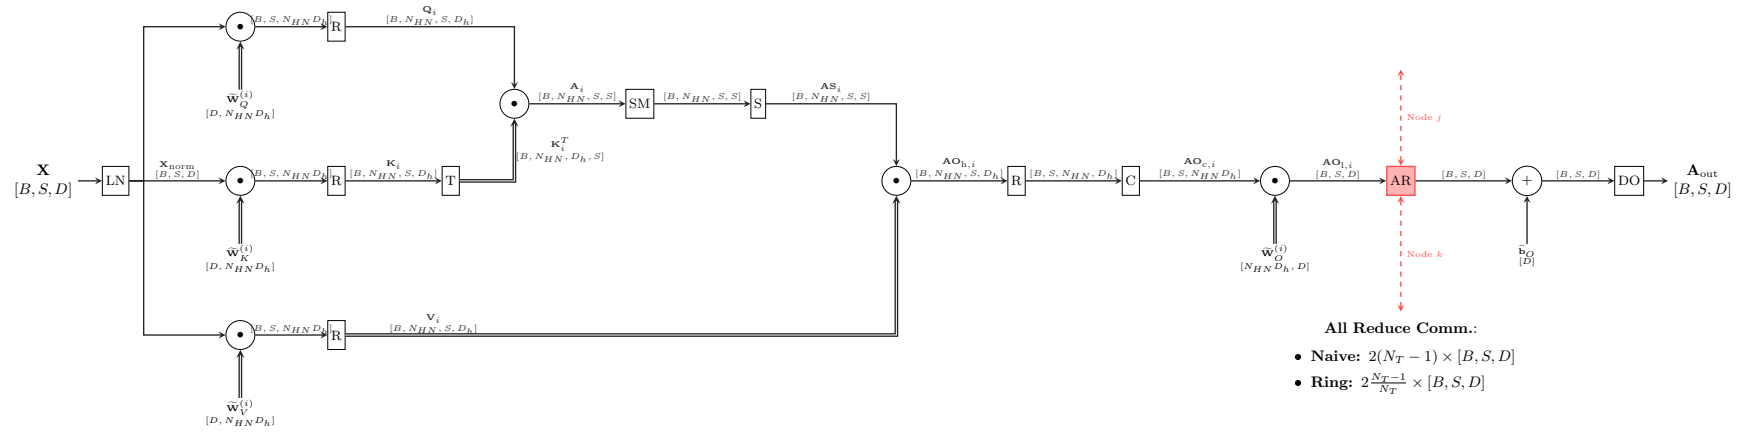 X
[B, S, D]
LN
X_norm
[B, S, D]
W̃_Q^(i)
[D, N_HN D_h]
[B, S, N_HN D_h]
R
Q_i
[B, N_HN, S, D_h]
W̃_K^(i)
[D, N_HN D_h]
[B, S, N_HN D_h]
R
K_i
[B, N_HN, S, D_h]
T
K_i^T
[B, N_HN, D_h, S]
W̃_V^(i)
[D, N_HN D_h]
[B, S, N_HN D_h]
R
V_i
[B, N_HN, S, D_h]
A_i
[B, N_HN, S, S]
SM
[B, N_HN, S, S]
S
AS_i
[B, N_HN, S, S]
AO_h,i
[B, N_HN, S, D_h]
R
[B, S, N_HN, D_h]
C
AO_c,i
[B, S, N_HN D_h]
W̃_O^(i)
[N_HN D_h, D]
AO_l,i
[B, S, D]
Node j
AR
Node k
[B, S, D]
+
b̃_O
[D]
[B, S, D]
DO
A_out
[B, S, D]
All Reduce Comm.:
• Naive: 2(N_T − 1) × [B, S, D]
• Ring: 2 (N_T−1)/N_T × [B, S, D]